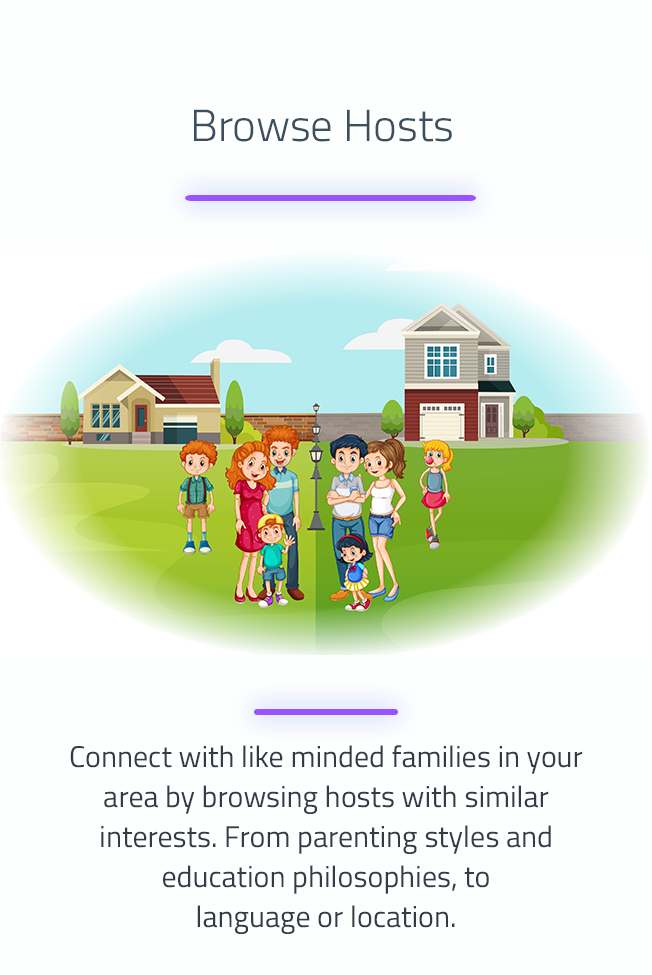 Browse Hosts
Connect with like minded families in your
area by browsing hosts with similar
interests. From parenting styles and
education philosophies, to
language or location.